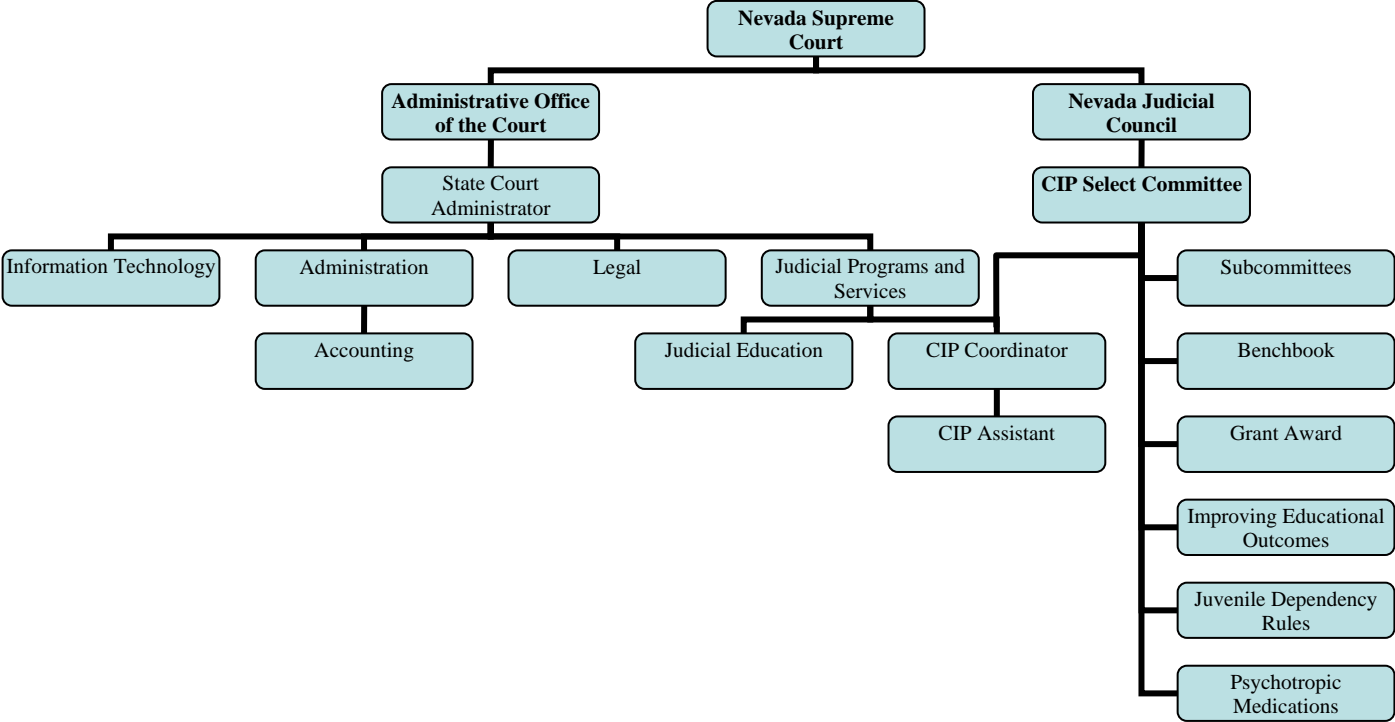 Nevada Supreme
Court
Administrative Office
of the Court
Nevada Judicial
Council
State Court
Administrator
CIP Select Committee
Information Technology
Administration
Legal
Judicial Programs and
Services
Subcommittees
Accounting
Judicial Education
CIP Coordinator
Benchbook
CIP Assistant
Grant Award
Improving Educational
Outcomes
Juvenile Dependency
Rules
Psychotropic
Medications